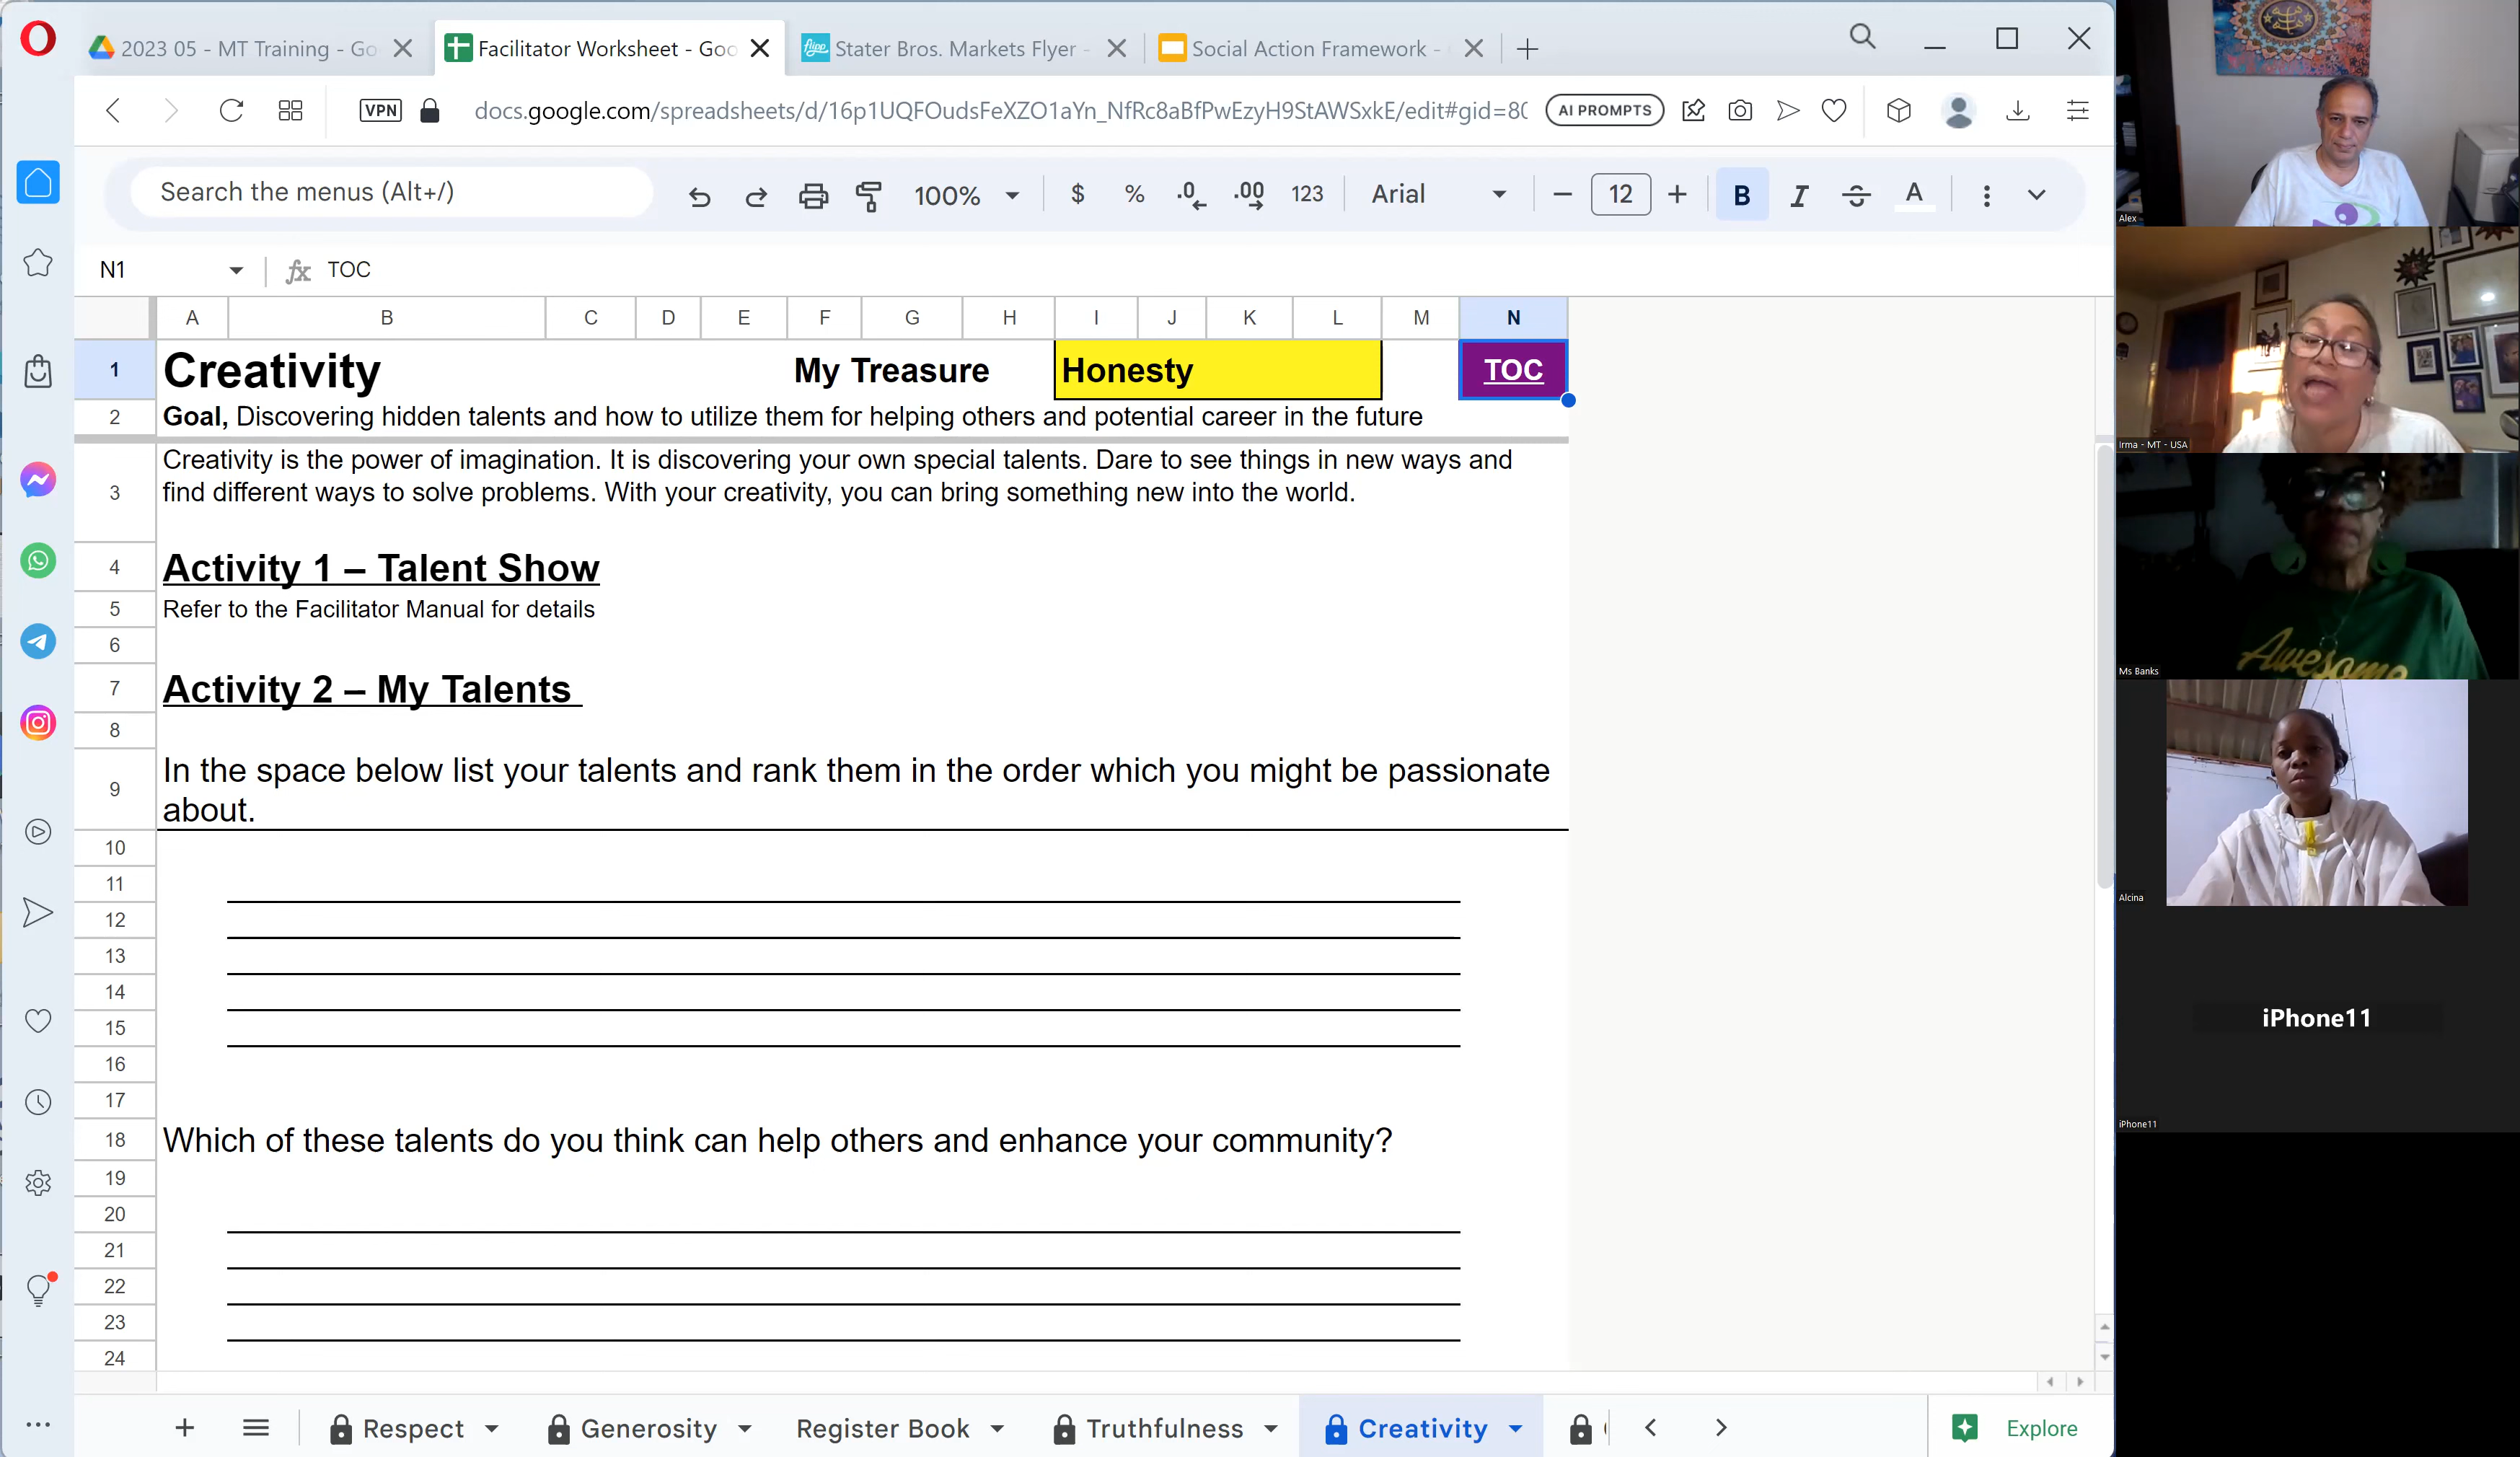 2023 05 - MT Training - Go
Facilitator Worksheet - Goo
flipp
Stater Bros. Markets Flyer -
Social Action Framework -
VPN
docs.google.com/spreadsheets/d/16p1UQFOudsFeXZO1aYn_NfRc8aBfPwEzyH9StAWSxkE/edit#gid=80
AI PROMPTS
Search the menus (Alt+/)
100%
$ % .0 .00 123
Arial
12
B I S A
N1
fx TOC
A B C D E F G H I J K L M N
1 Creativity My Treasure Honesty TOC
2 Goal, Discovering hidden talents and how to utilize them for helping others and potential career in the future
Creativity is the power of imagination. It is discovering your own special talents. Dare to see things in new ways and
3 find different ways to solve problems. With your creativity, you can bring something new into the world.
4 Activity 1 – Talent Show
5 Refer to the Facilitator Manual for details
6
7 Activity 2 – My Talents
8
In the space below list your talents and rank them in the order which you might be passionate
9 about.
10
11
12
13
14
15
16
17
18 Which of these talents do you think can help others and enhance your community?
19
20
21
22
23
24
Respect
Generosity
Register Book
Truthfulness
Creativity
Explore
Alex
Irma - MT - USA
Awesome
Ms Banks
Alcina
iPhone11
iPhone11